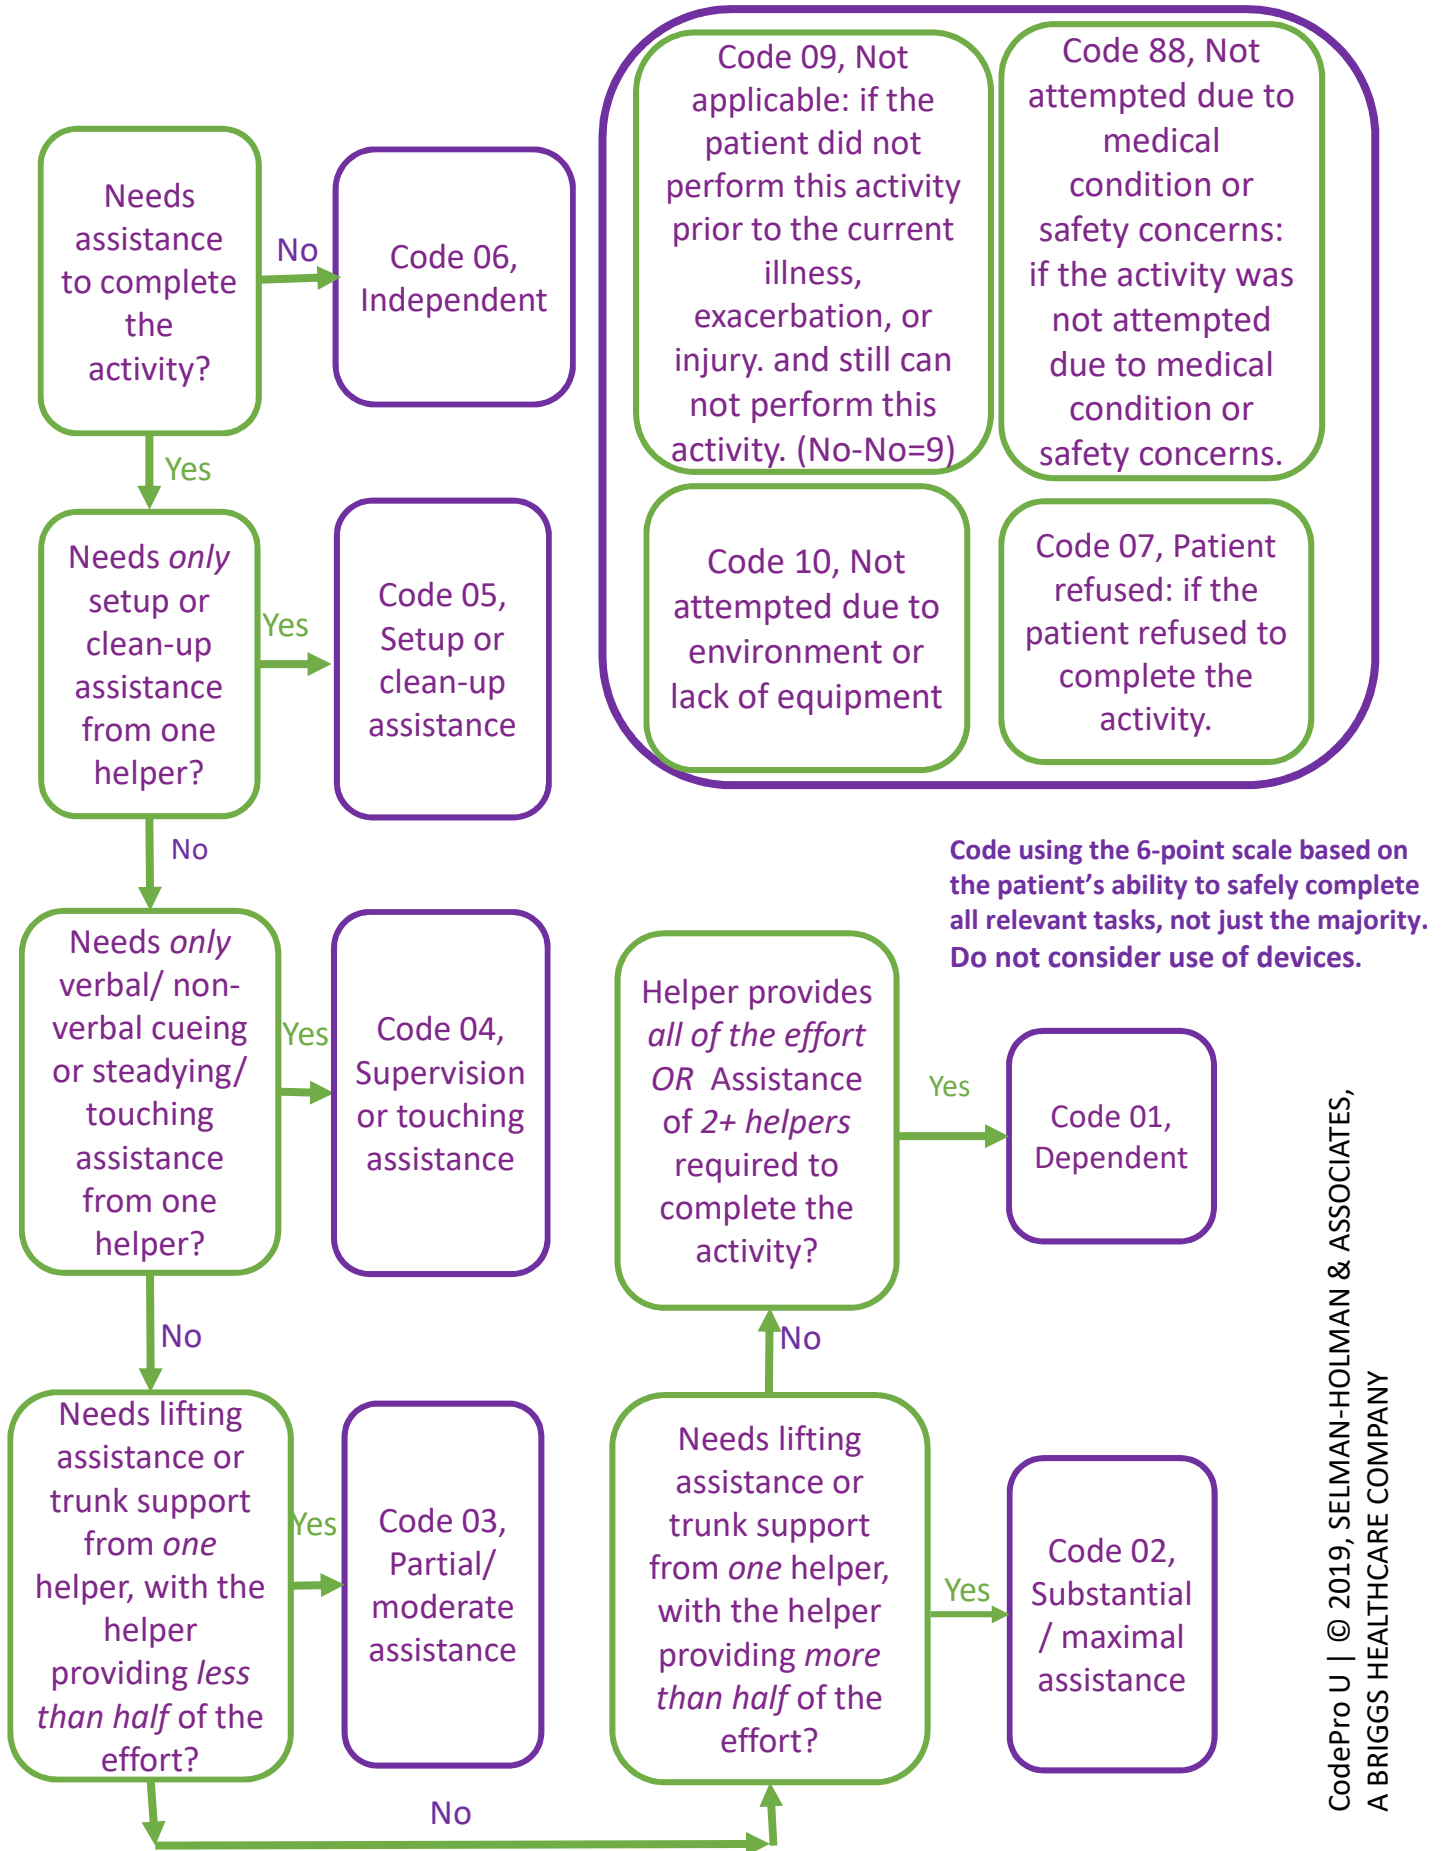 Needs
assistance
to complete
the
activity?
No
Code 06,
Independent
Yes
Needs only
setup or
clean-up
assistance
from one
helper?
Yes
Code 05,
Setup or
clean-up
assistance
No
Needs only
verbal/ non-
verbal cueing
or steadying/
touching
assistance
from one
helper?
Yes
Code 04,
Supervision
or touching
assistance
No
Needs lifting
assistance or
trunk support
from one
helper, with the
helper
providing less
than half of the
effort?
Yes
Code 03,
Partial/
moderate
assistance
No
Needs lifting
assistance or
trunk support
from one helper,
with the helper
providing more
than half of the
effort?
Yes
Code 02,
Substantial
/ maximal
assistance
No
Helper provides
all of the effort
OR Assistance
of 2+ helpers
required to
complete the
activity?
Yes
Code 01,
Dependent
Code 09, Not
applicable: if the
patient did not
perform this activity
prior to the current
illness,
exacerbation, or
injury. and still can
not perform this
activity. (No-No=9)
Code 88, Not
attempted due to
medical
condition or
safety concerns:
if the activity was
not attempted
due to medical
condition or
safety concerns.
Code 10, Not
attempted due to
environment or
lack of equipment
Code 07, Patient
refused: if the
patient refused to
complete the
activity.
Code using the 6-point scale based on
the patient's ability to safely complete
all relevant tasks, not just the majority.
Do not consider use of devices.
CodePro U | © 2019, SELMAN-HOLMAN & ASSOCIATES,
A BRIGGS HEALTHCARE COMPANY